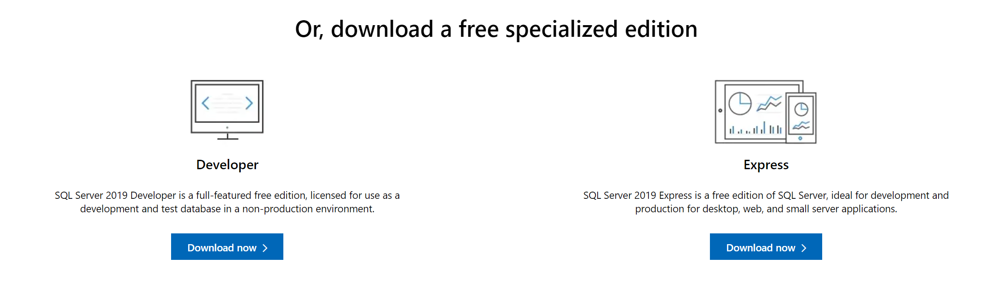 Or, download a free specialized edition
Developer
SQL Server 2019 Developer is a full-featured free edition, licensed for use as a
development and test database in a non-production environment.
Download now
Express
SQL Server 2019 Express is a free edition of SQL Server, ideal for development and
production for desktop, web, and small server applications.
Download now